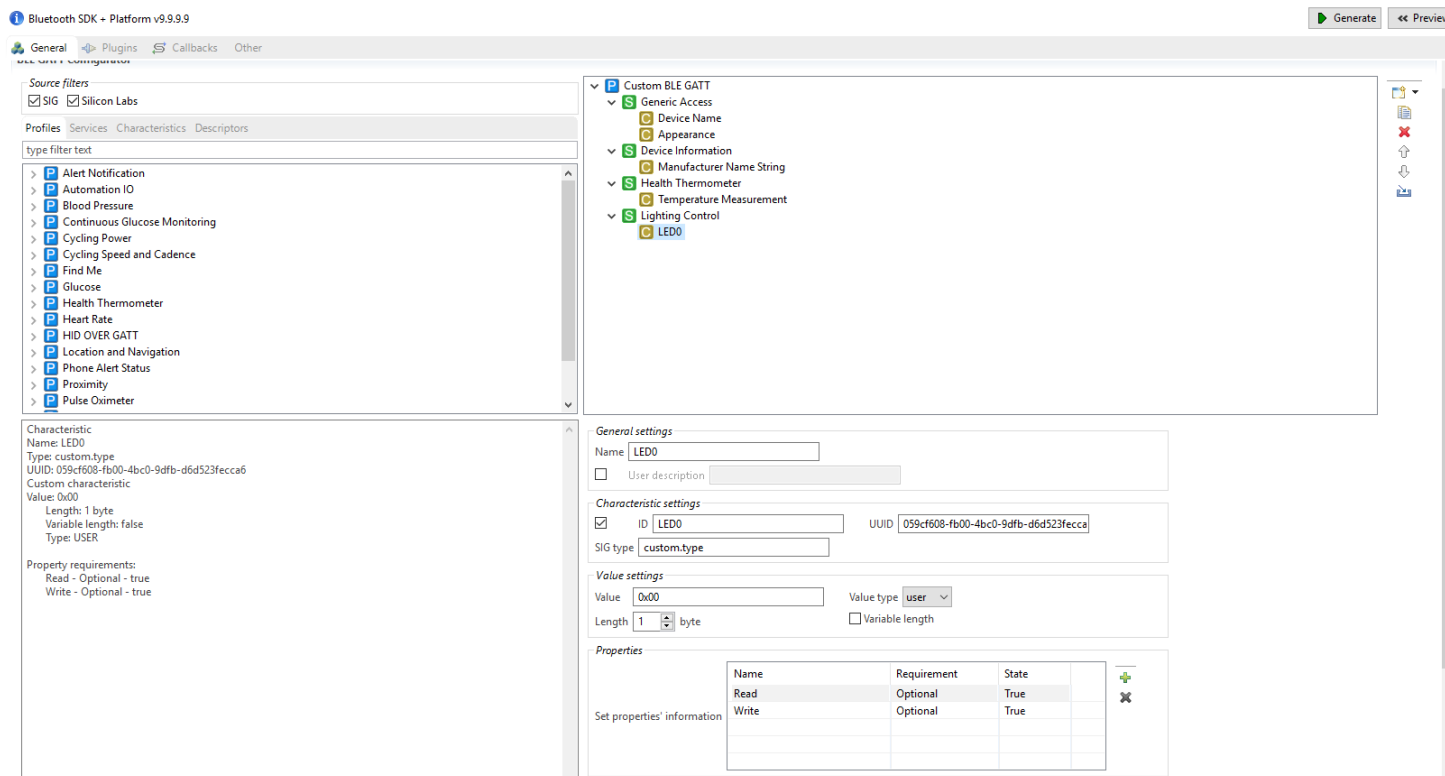 Bluetooth SDK + Platform v9.9.9.9
Generate
Preview
General Plugins Callbacks Other
BLE GATT Configurator
Source filters
SIG Silicon Labs
Profiles Services Characteristics Descriptors
type filter text
P Alert Notification
P Automation IO
P Blood Pressure
P Continuous Glucose Monitoring
P Cycling Power
P Cycling Speed and Cadence
P Find Me
P Glucose
P Health Thermometer
P Heart Rate
P HID OVER GATT
P Location and Navigation
P Phone Alert Status
P Proximity
P Pulse Oximeter
P Custom BLE GATT
S Generic Access
C Device Name
C Appearance
S Device Information
C Manufacturer Name String
S Health Thermometer
C Temperature Measurement
S Lighting Control
C LED0
Characteristic
Name: LED0
Type: custom.type
UUID: 059cf608-fb00-4bc0-9dfb-d6d523fecca6
Custom characteristic
Value: 0x00
Length: 1 byte
Variable length: false
Type: USER
Property requirements:
Read - Optional - true
Write - Optional - true
General settings
Name LED0
User description
Characteristic settings
ID LED0 UUID 059cf608-fb00-4bc0-9dfb-d6d523fecca
SIG type custom.type
Value settings
Value 0x00 Value type user
Length 1 byte Variable length
Properties
Name Requirement State
Read Optional True
Write Optional True
Set properties' information